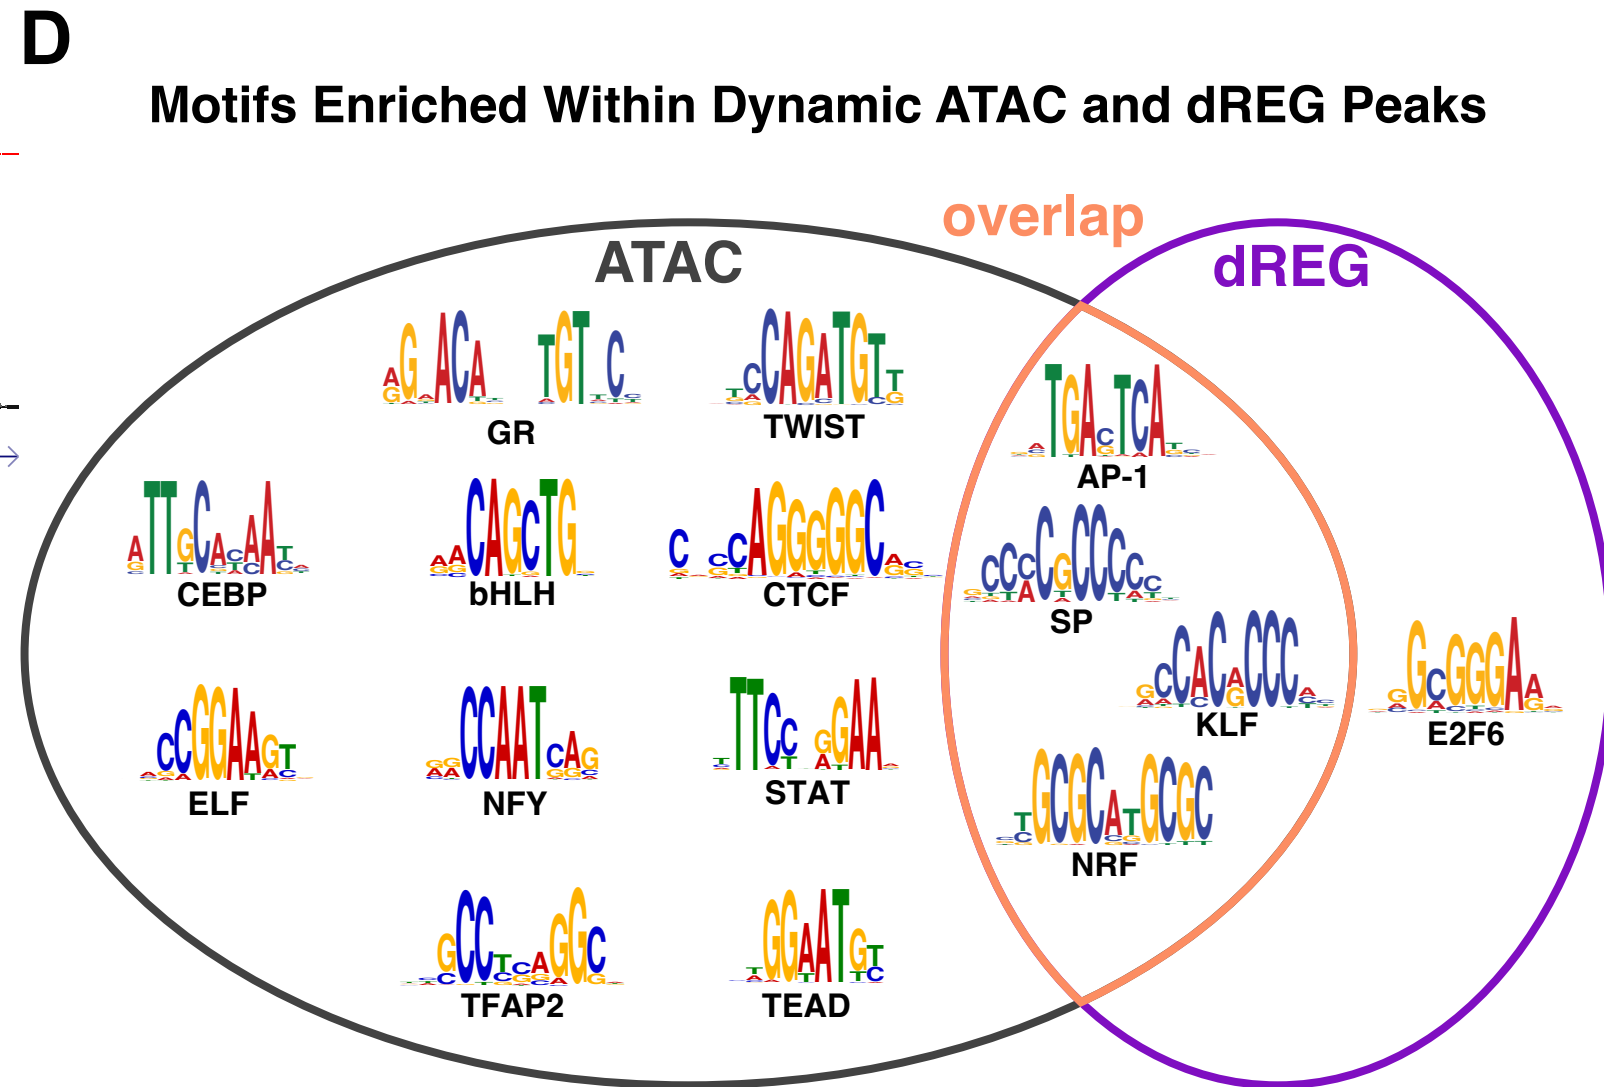 D
Motifs Enriched Within Dynamic ATAC and dREG Peaks
overlap
ATAC
dREG
GR
TWIST
AP-1
CEBP
bHLH
CTCF
SP
KLF
E2F6
ELF
NFY
STAT
NRF
TFAP2
TEAD